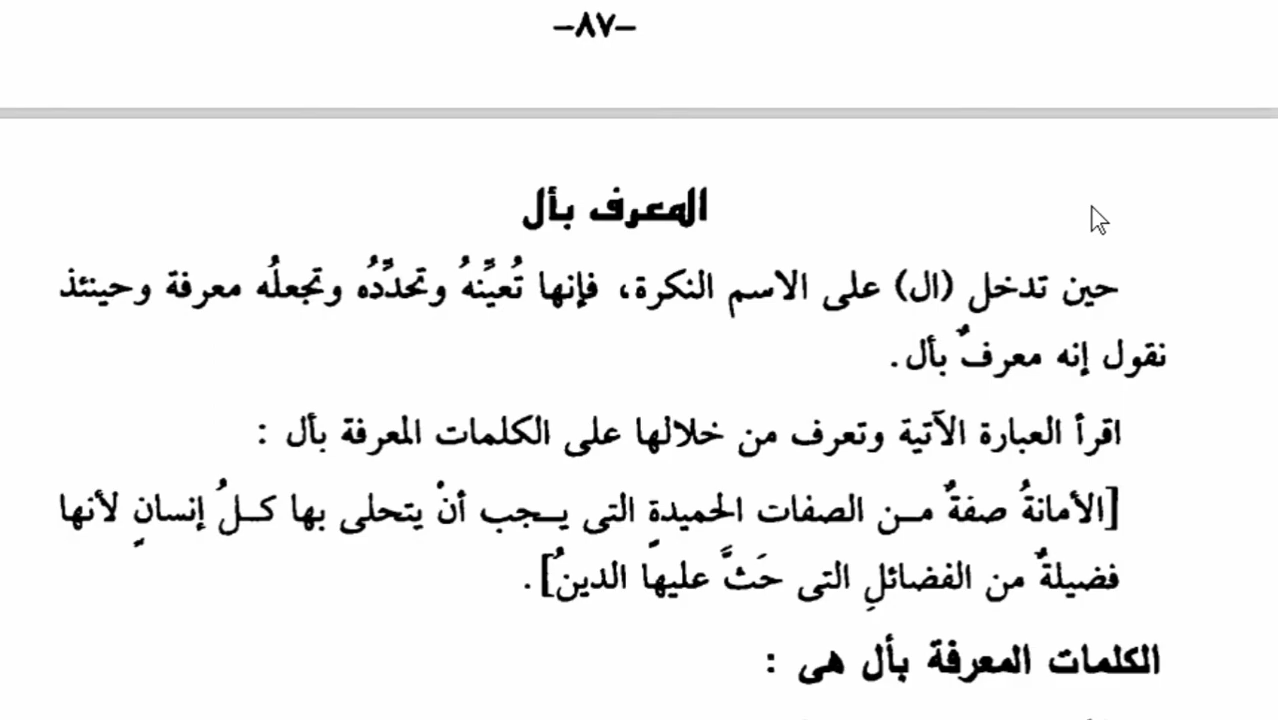 –٨٧–
المعرف بأل
حين تدخل (ال) على الاسم النكرة، فإنها تُعيِّنهُ وتحدِّدُه وتجعلُه معرفة وحينئذ
نقول إنه معرفٌ بأل.
اقرأ العبارة الآتية وتعرف من خلالها على الكلمات المعرفة بأل :
[الأمانةُ صفةٌ مـن الصفات الحميدةِ التى يـجب أنْ يتحلى بها كـلُ إنسانٍ لأنها
فضيلةٌ من الفضائلِ التى حَثَّ عليها الدينُ].
الكلمات المعرفة بأل هى :